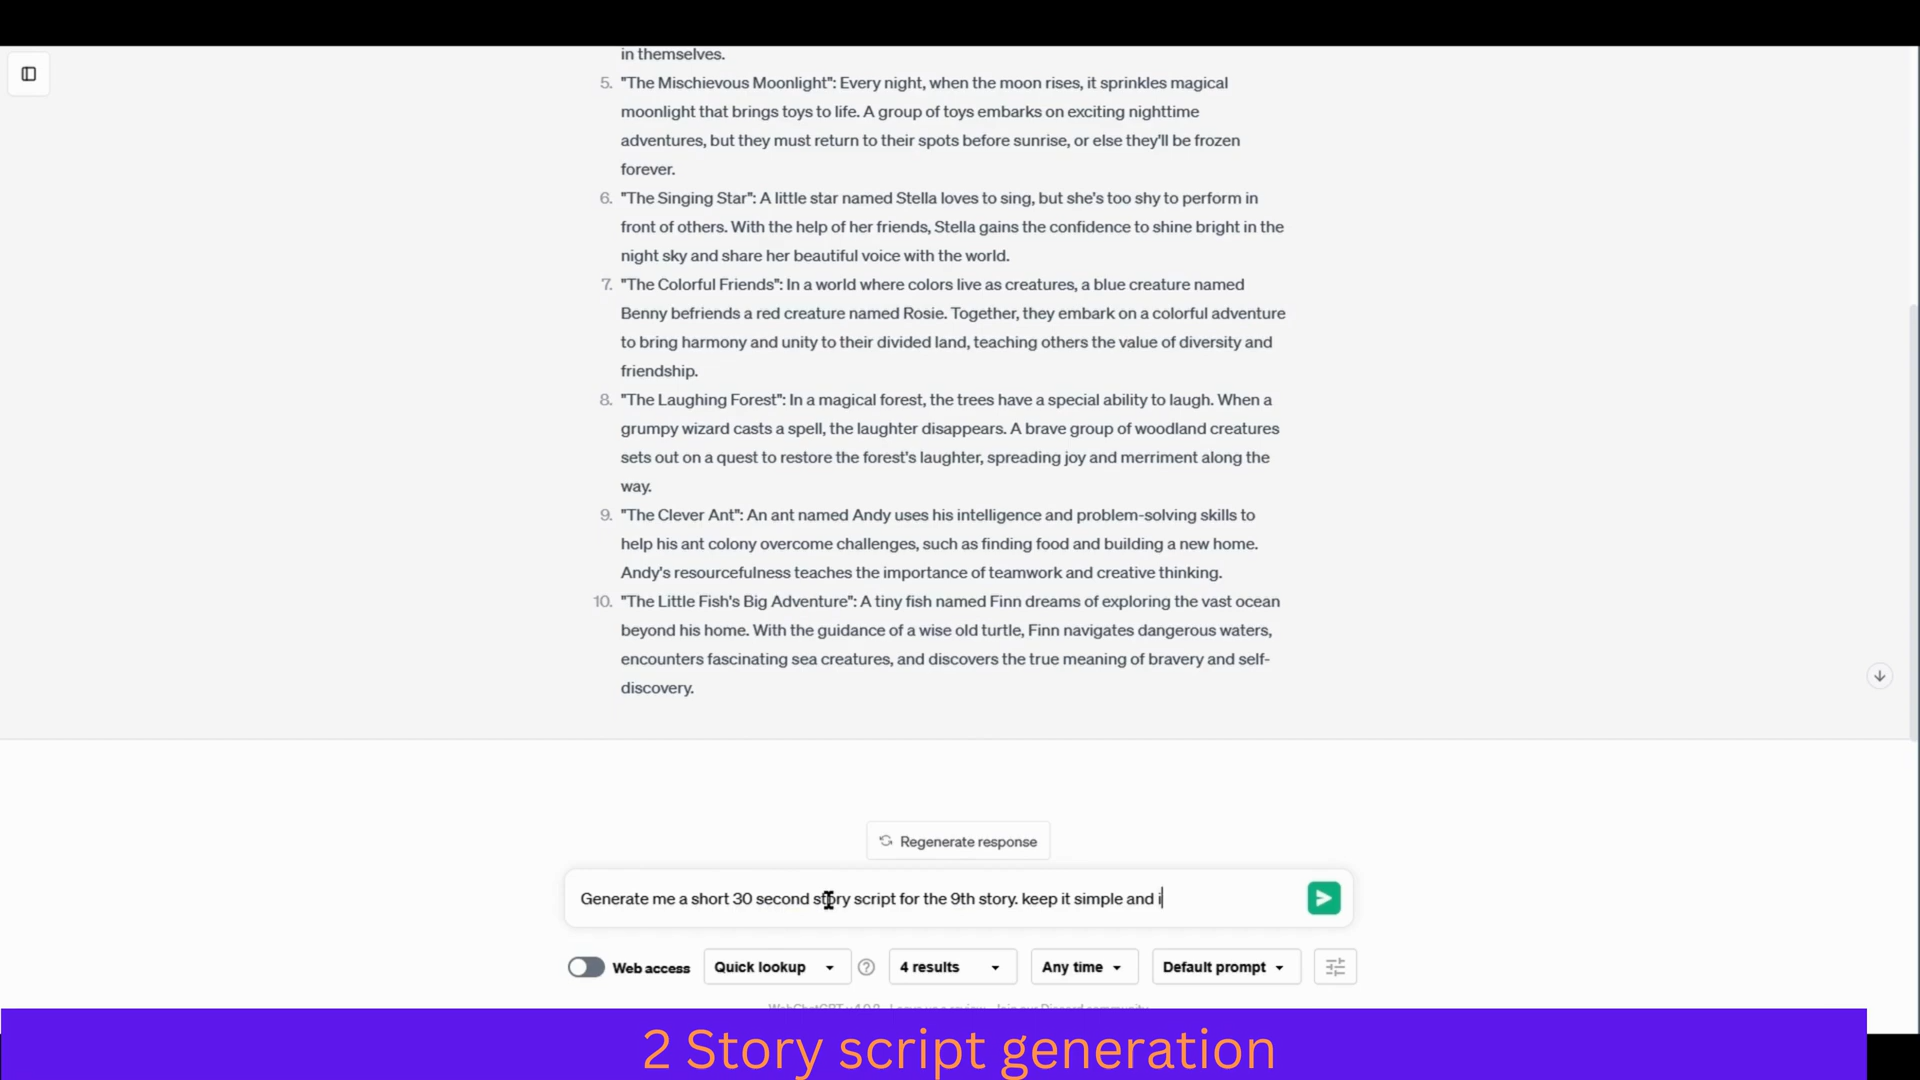 in themselves.
5. "The Mischievous Moonlight": Every night, when the moon rises, it sprinkles magical
moonlight that brings toys to life. A group of toys embarks on exciting nighttime
adventures, but they must return to their spots before sunrise, or else they'll be frozen
forever.
6. "The Singing Star": A little star named Stella loves to sing, but she's too shy to perform in
front of others. With the help of her friends, Stella gains the confidence to shine bright in the
night sky and share her beautiful voice with the world.
7. "The Colorful Friends": In a world where colors live as creatures, a blue creature named
Benny befriends a red creature named Rosie. Together, they embark on a colorful adventure
to bring harmony and unity to their divided land, teaching others the value of diversity and
friendship.
8. "The Laughing Forest": In a magical forest, the trees have a special ability to laugh. When a
grumpy wizard casts a spell, the laughter disappears. A brave group of woodland creatures
sets out on a quest to restore the forest's laughter, spreading joy and merriment along the
way.
9. "The Clever Ant": An ant named Andy uses his intelligence and problem-solving skills to
help his ant colony overcome challenges, such as finding food and building a new home.
Andy's resourcefulness teaches the importance of teamwork and creative thinking.
10. "The Little Fish's Big Adventure": A tiny fish named Finn dreams of exploring the vast ocean
beyond his home. With the guidance of a wise old turtle, Finn navigates dangerous waters,
encounters fascinating sea creatures, and discovers the true meaning of bravery and self-
discovery.
Regenerate response
Generate me a short 30 second story script for the 9th story. keep it simple and i
Web access Quick lookup 4 results Any time Default prompt
2 Story script generation